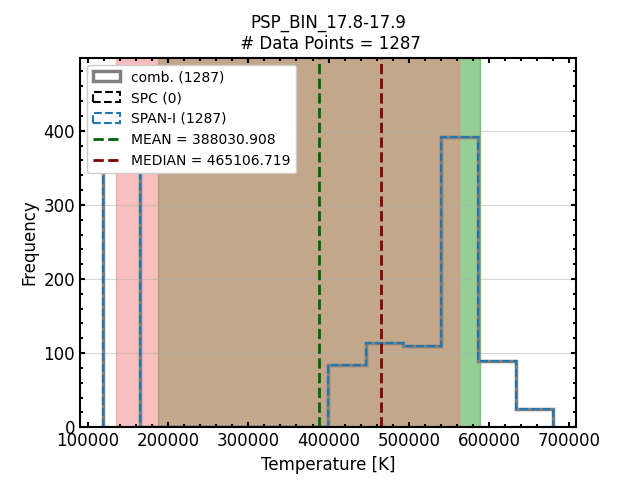 PSP_BIN_17.8-17.9
# Data Points = 1287
comb. (1287)
SPC (0)
SPAN-I (1287)
MEAN = 388030.908
MEDIAN = 465106.719
Frequency
400
300
200
100
0
100000 200000 300000 400000 500000 600000 700000
Temperature [K]